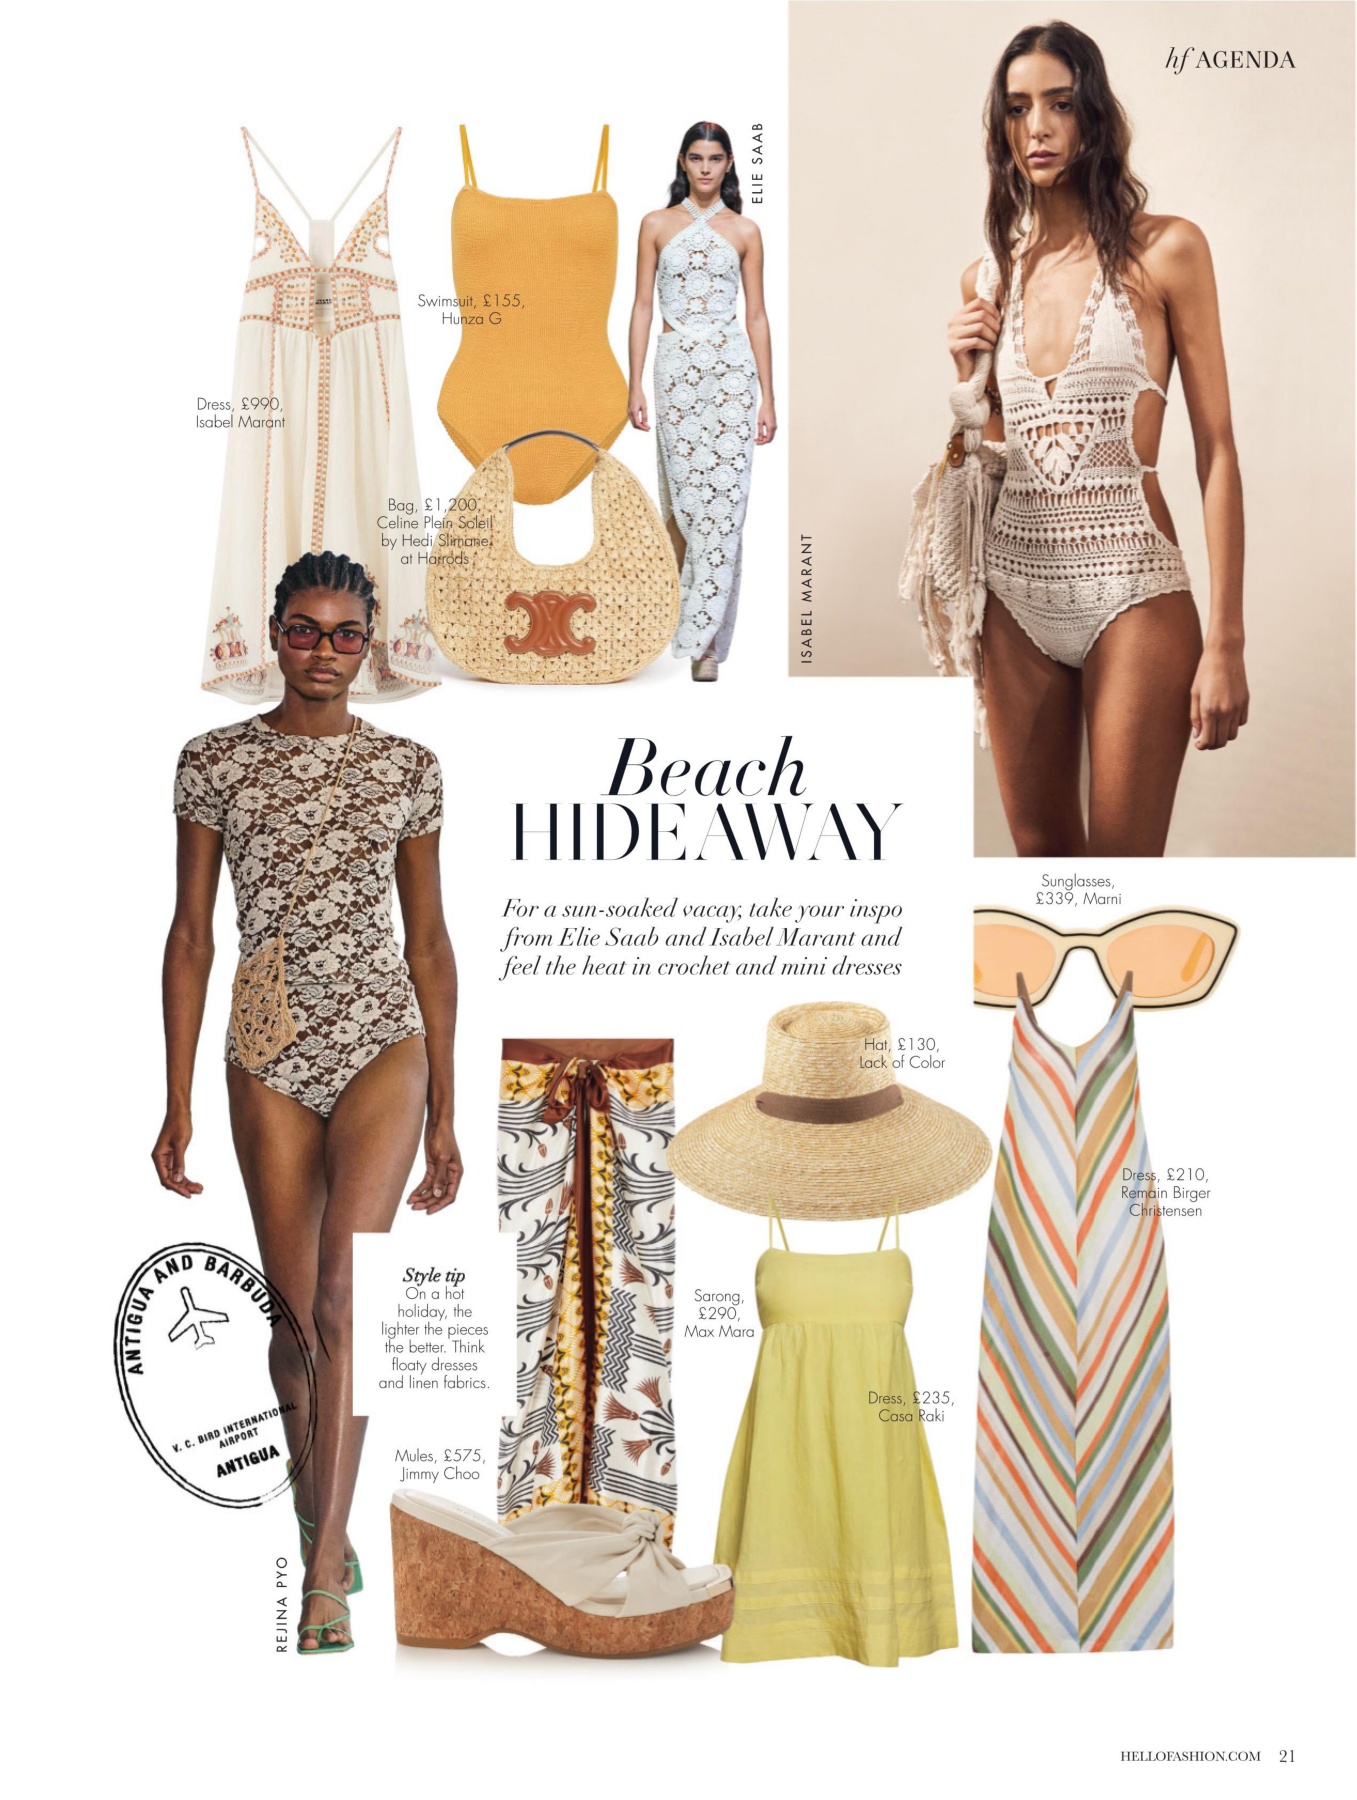 hf AGENDA
ELIE SAAB
Swimsuit, £155,
Hunza G
Dress, £990,
Isabel Marant
Bag, £1,200,
Celine Plein Soleil
by Hedi Slimane
at Harrods
ISABEL MARANT
Beach
HIDEAWAY
For a sun-soaked vacay, take your inspo
from Elie Saab and Isabel Marant and
feel the heat in crochet and mini dresses
Sunglasses,
£339, Marni
Hat, £130,
Lack of Color
Dress, £210,
Remain Birger
Christensen
ANTIGUA AND BARBUDA
V. C. BIRD INTERNATIONAL
AIRPORT
ANTIGUA
Style tip
On a hot
holiday, the
lighter the pieces
the better. Think
floaty dresses
and linen fabrics.
Sarong,
£290,
Max Mara
Dress, £235,
Casa Raki
Mules, £575,
Jimmy Choo
REJINA PYO
HELLOFASHION.COM 21